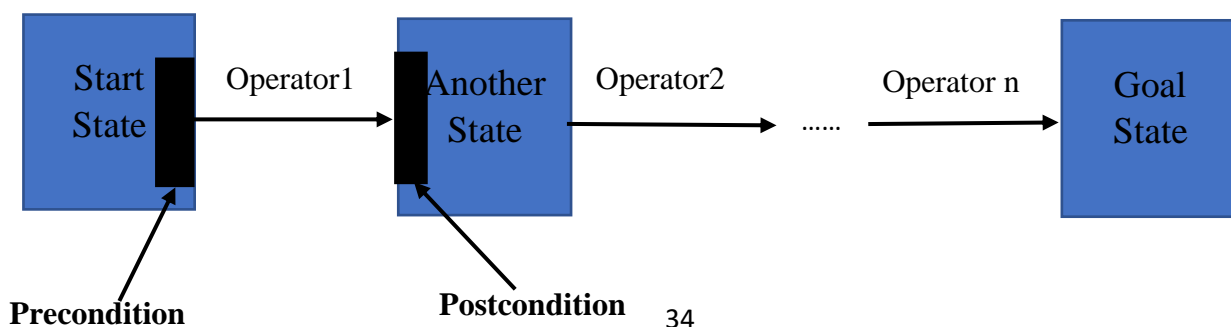 Start
State
Operator1
Another
State
Operator2
......
Operator n
Goal
State
Precondition
Postcondition
34